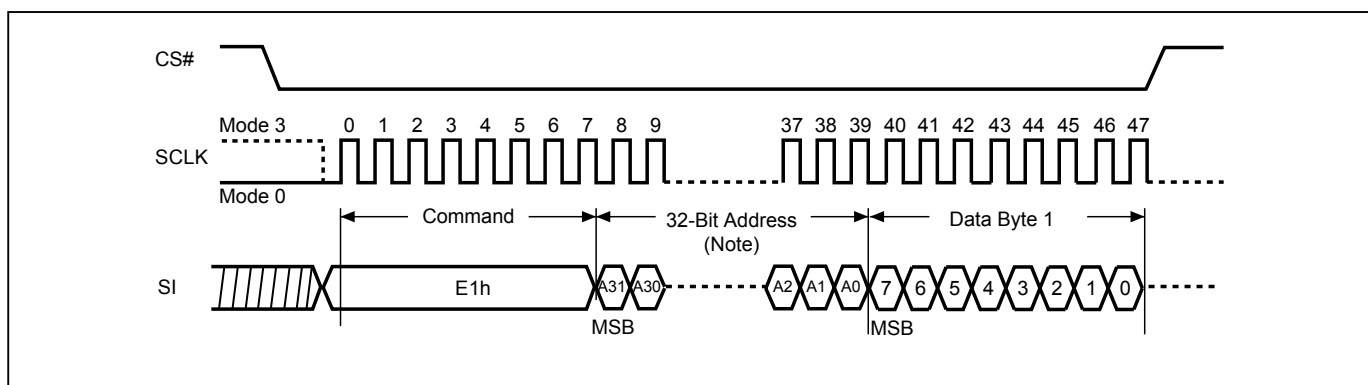 CS#
Mode 3 0 1 2 3 4 5 6 7 8 9 37 38 39 40 41 42 43 44 45 46 47
SCLK
Mode 0
Command 32-Bit Address Data Byte 1
(Note)
SI E1h A31 A30 A2 A1 A0 7 6 5 4 3 2 1 0
MSB MSB